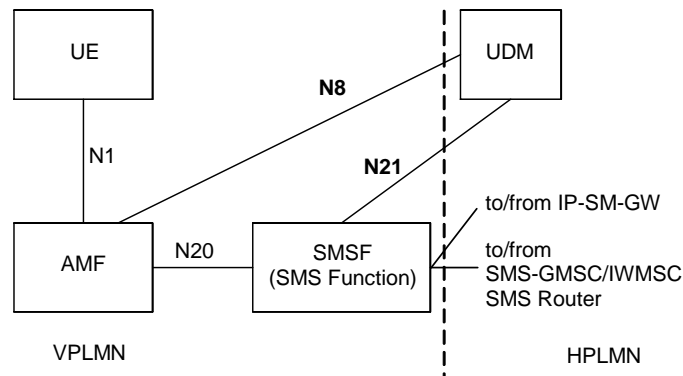 UE
UDM
N8
N1
N21
to/from IP-SM-GW
AMF
N20
SMSF
(SMS Function)
to/from
SMS-GMSC/IWMSC
SMS Router
VPLMN
HPLMN